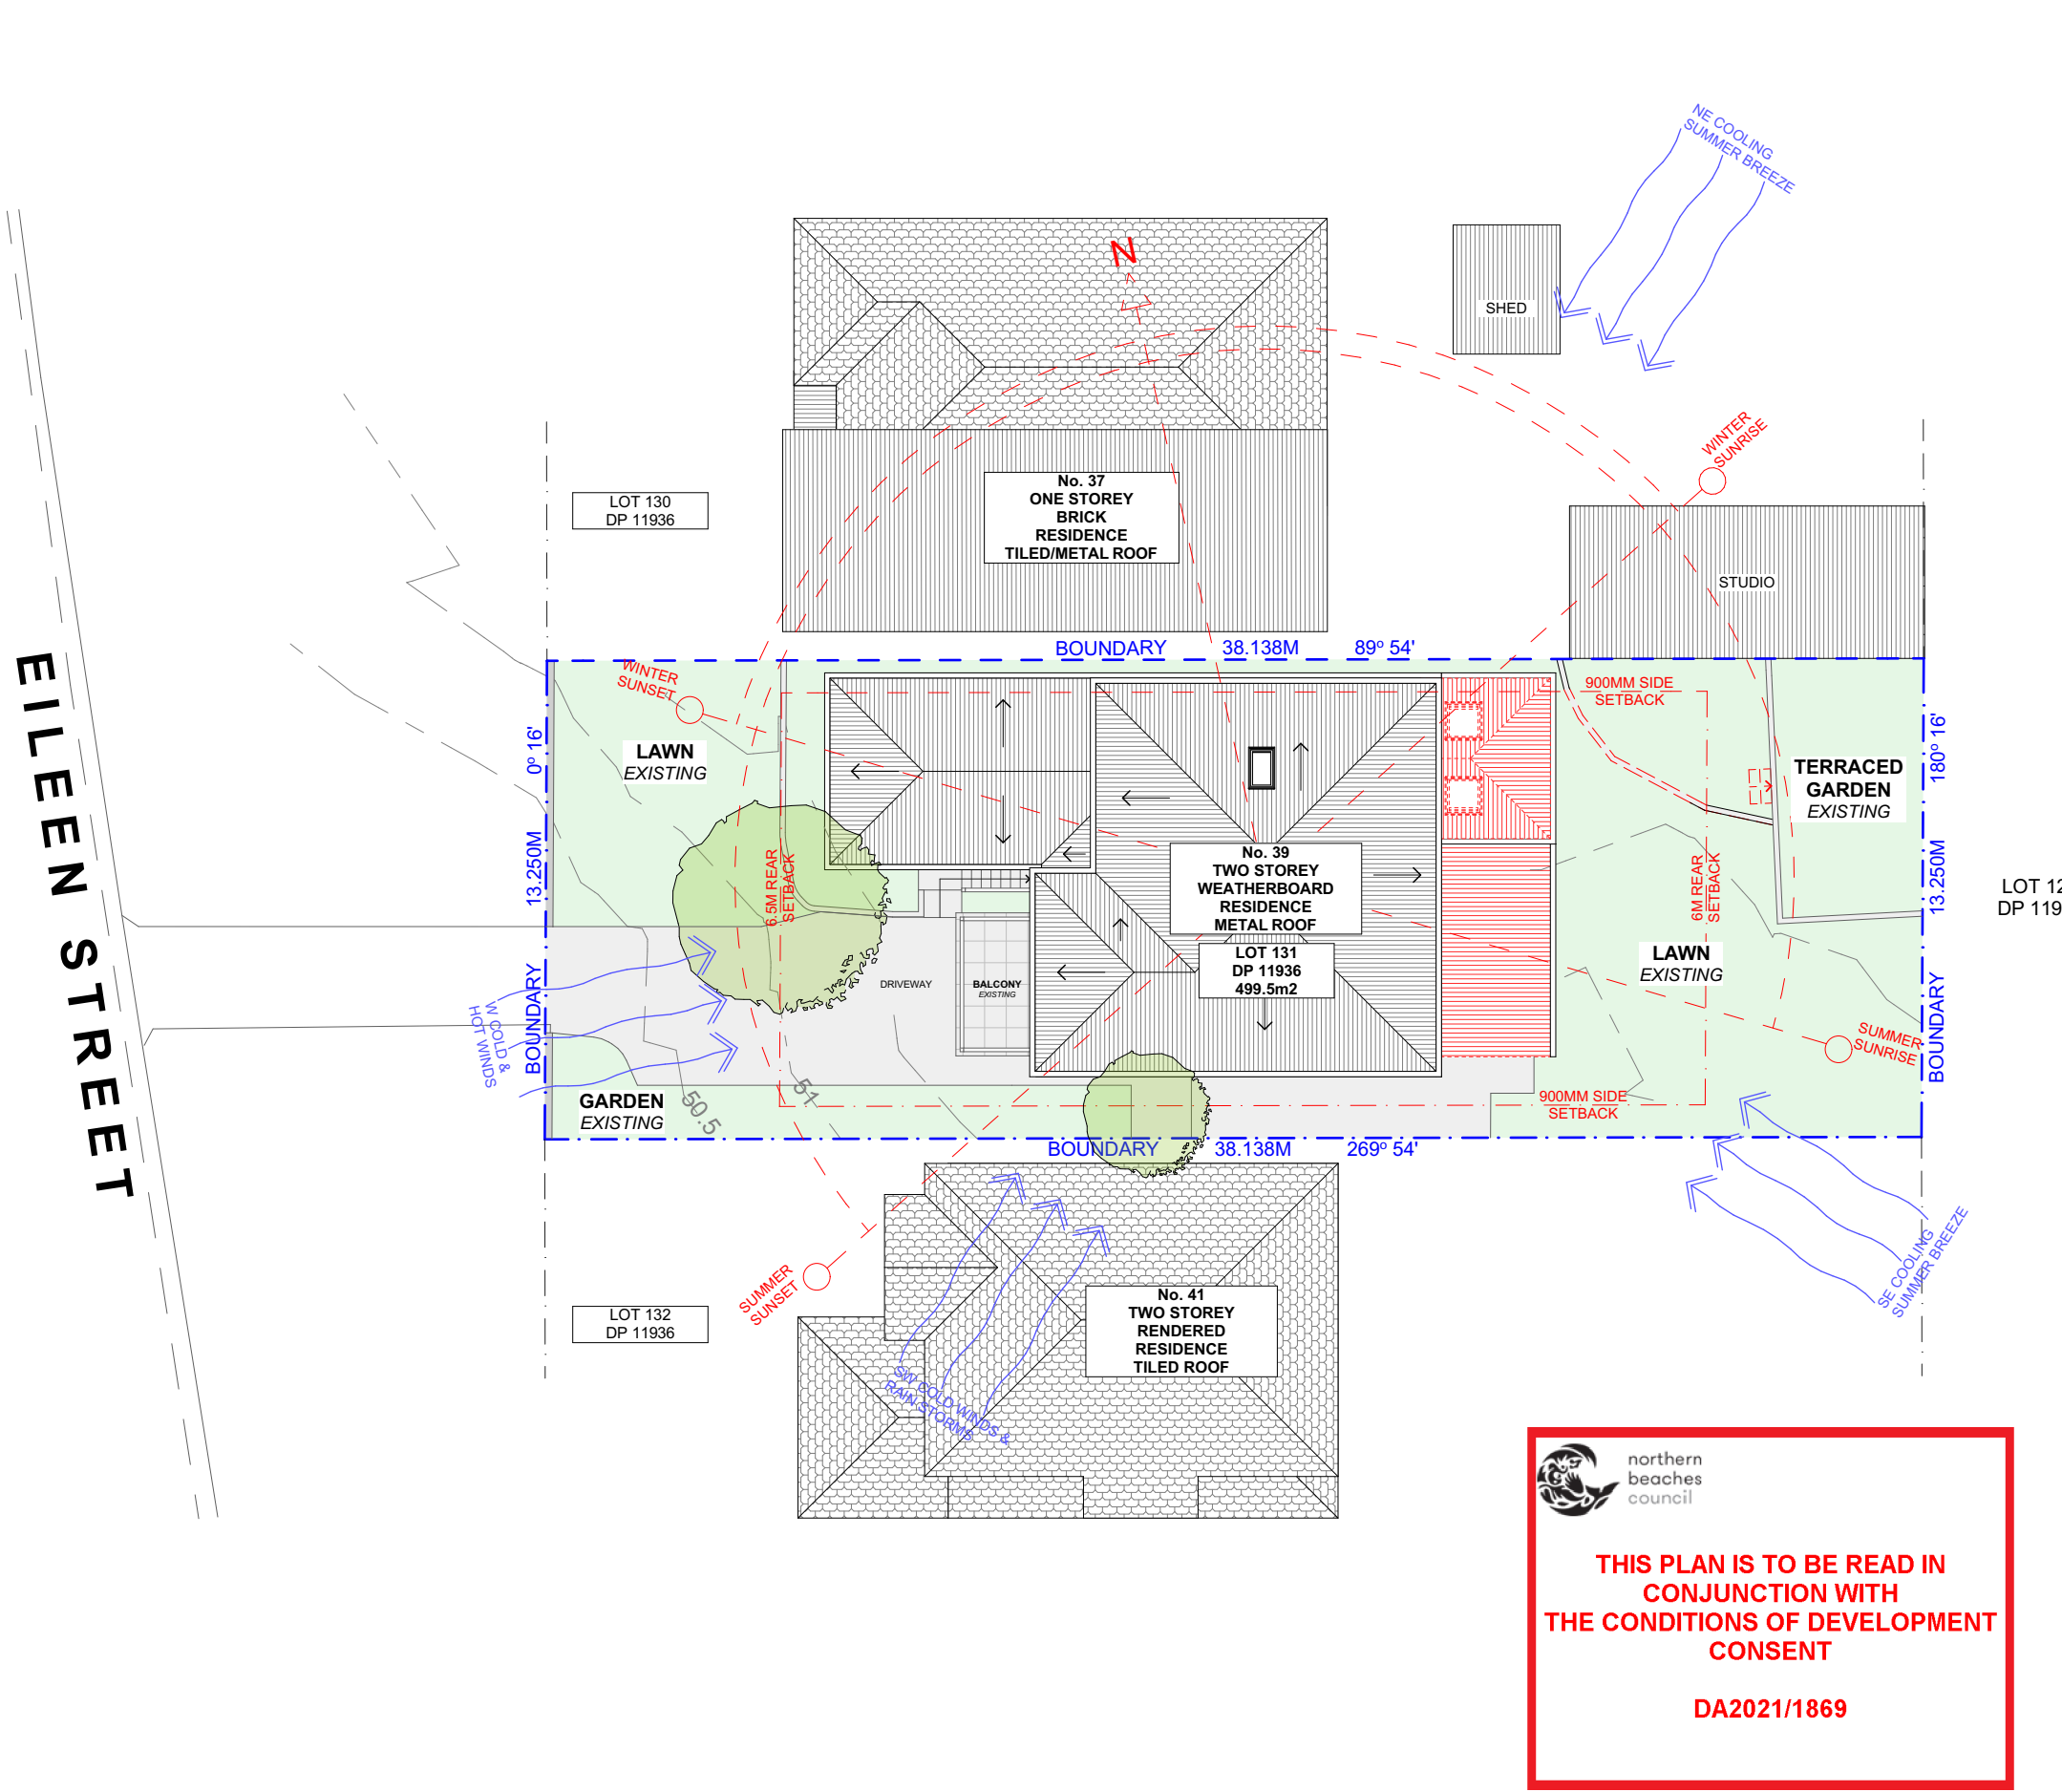 NE COOLING
SUMMER BREEZE
N
SHED
WINTER
SUNRISE
LOT 130
DP 11936
No. 37
ONE STOREY
BRICK
RESIDENCE
TILED/METAL ROOF
STUDIO
EILEEN STREET
BOUNDARY 38.138M 89° 54'
WINTER
SUNSET
900MM SIDE
SETBACK
0° 16'
13.250M
BOUNDARY
LAWN
EXISTING
6.5M REAR
SETBACK
TERRACED
GARDEN
EXISTING
180° 16'
13.250M
BOUNDARY
No. 39
TWO STOREY
WEATHERBOARD
RESIDENCE
METAL ROOF
LOT 131
DP 11936
499.5m2
6M REAR
SETBACK
LOT 12
DP 119
LAWN
EXISTING
DRIVEWAY
BALCONY
EXISTING
W COLD &
HOT WINDS
SUMMER
SUNRISE
GARDEN
EXISTING
50.5
51
900MM SIDE
SETBACK
BOUNDARY 38.138M 269° 54'
SE COOLING
SUMMER BREEZE
SUMMER
SUNSET
LOT 132
DP 11936
No. 41
TWO STOREY
RENDERED
RESIDENCE
TILED ROOF
SW COLD WINDS &
RAIN STORMS
northern
beaches
council
THIS PLAN IS TO BE READ IN
CONJUNCTION WITH
THE CONDITIONS OF DEVELOPMENT
CONSENT
DA2021/1869